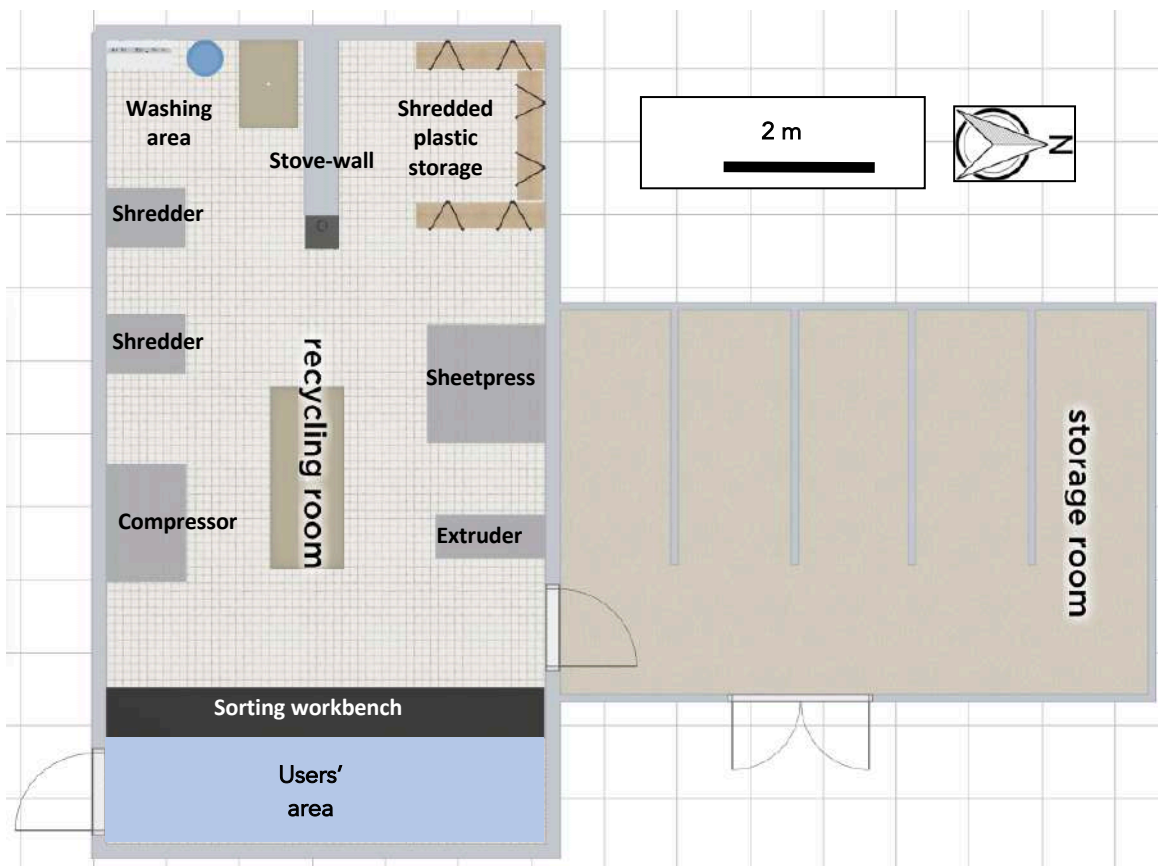 Washing
area
Shredded
plastic
storage
2 m
N
Stove-wall
Shredder
Shredder
recycling room
Sheetpress
storage room
Compressor
Extruder
Sorting workbench
Users'
area